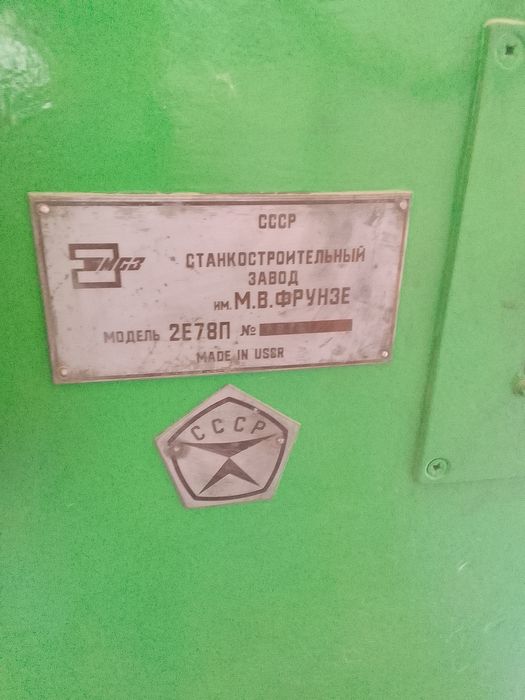 СССР
СТАНКОСТРОИТЕЛЬНЫЙ
ЗАВОД
им. М.В.ФРУНЗЕ
МОДЕЛЬ 2Е78П №
MADE IN USSR
СССР